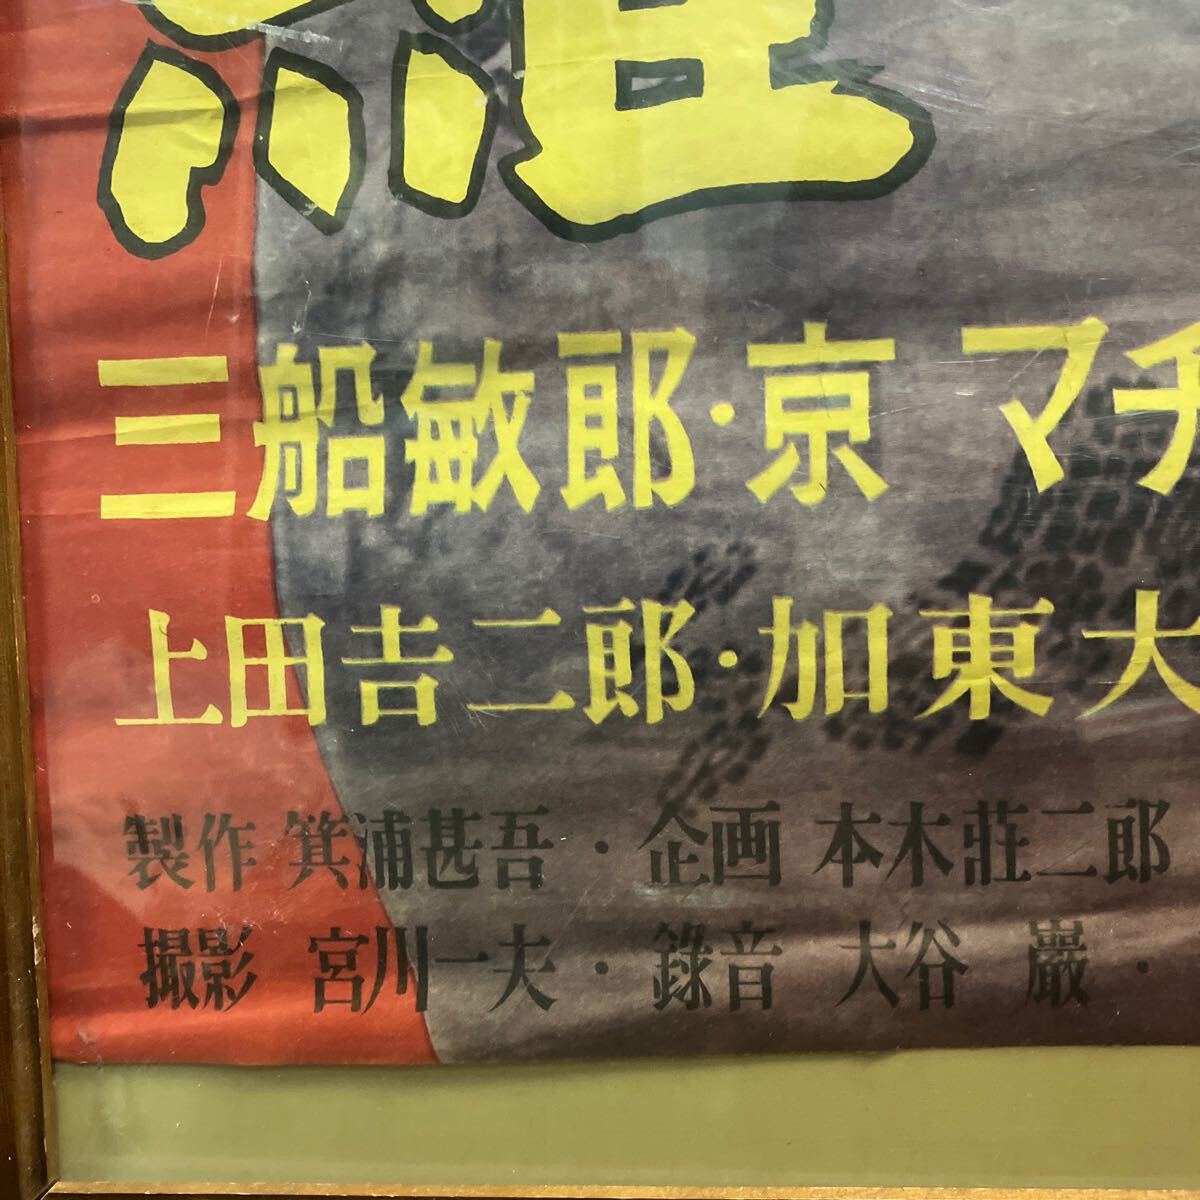 羅
三船敏郎・京マチ
上田吉二郎・加東大
製作 箕浦甚吾・企画 本木荘二郎
撮影 宮川一夫・録音 大谷 巖・